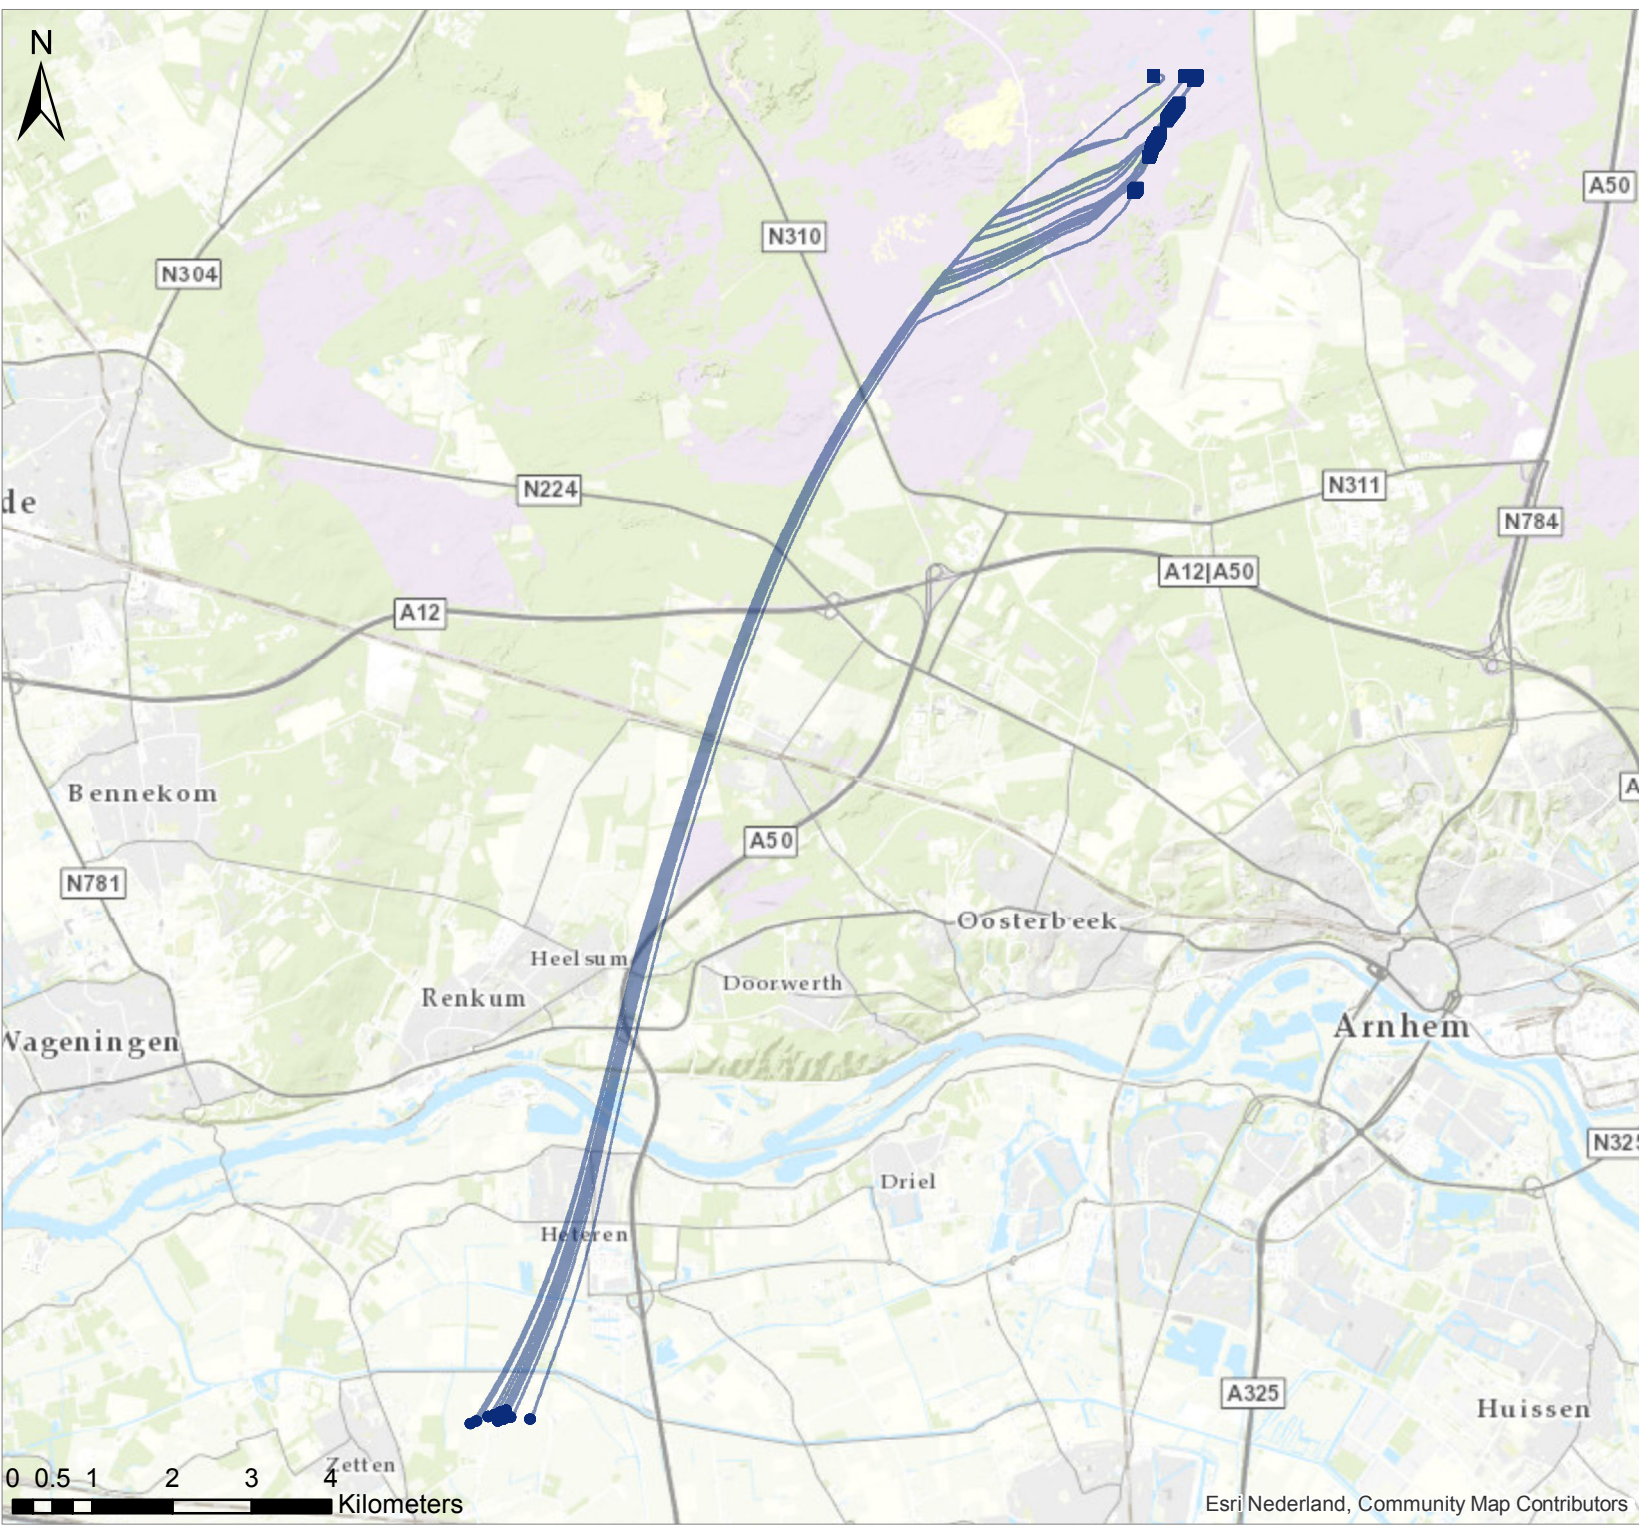 N
A50
N310
N304
de
N224
N311
N784
A12|A50
A12
A
Bennekom
A50
N781
Oosterbeek
Heelsum
Renkum
Doorwerth
Arnhem
Wageningen
N325
Driel
Heteren
A325
Huissen
Zetten
0 0.5 1 2 3 4
Kilometers
Esri Nederland, Community Map Contributors